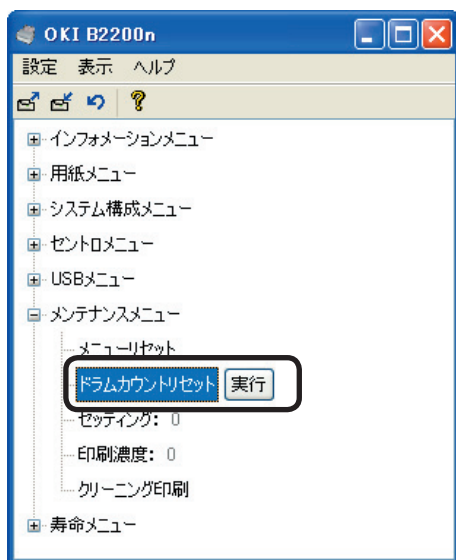 OKI B2200n
設定 表示 ヘルプ
インフォメーションメニュー
用紙メニュー
システム構成メニュー
セントロメニュー
USBメニュー
メンテナンスメニュー
メニューリセット
ドラムカウントリセット 実行
セッティング: 0
印刷濃度: 0
クリーニング印刷
寿命メニュー